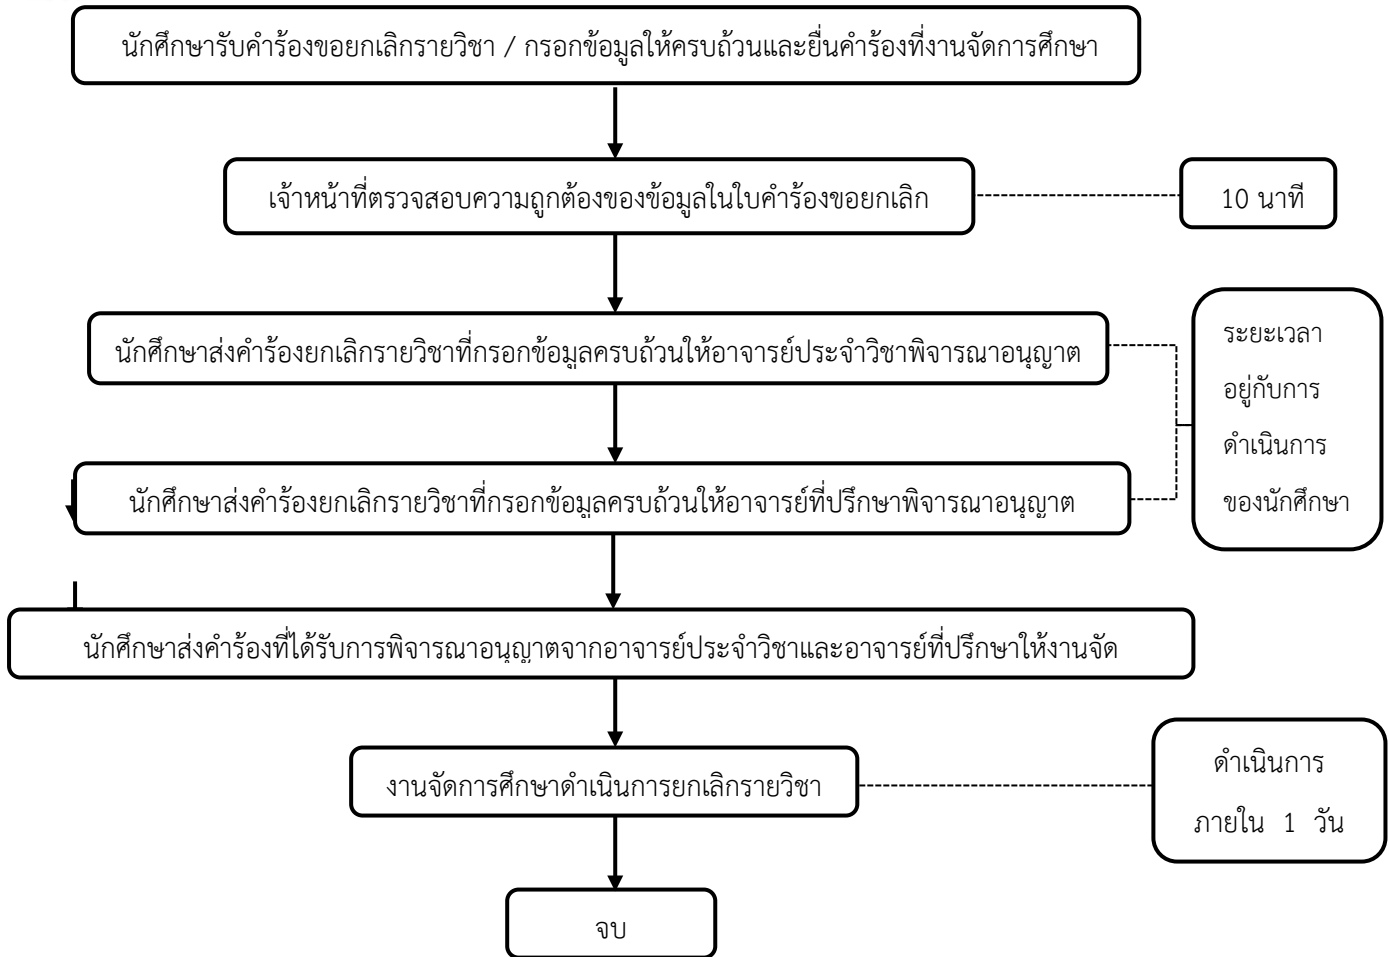 นักศึกษารับคำร้องขอยกเลิกรายวิชา / กรอกข้อมูลให้ครบถ้วนและยื่นคำร้องที่งานจัดการศึกษา
เจ้าหน้าที่ตรวจสอบความถูกต้องของข้อมูลในใบคำร้องขอยกเลิก
10 นาที
นักศึกษาส่งคำร้องยกเลิกรายวิชาที่กรอกข้อมูลครบถ้วนให้อาจารย์ประจำวิชาพิจารณาอนุญาต
ระยะเวลา
อยู่กับการ
ดำเนินการ
ของนักศึกษา
นักศึกษาส่งคำร้องยกเลิกรายวิชาที่กรอกข้อมูลครบถ้วนให้อาจารย์ที่ปรึกษาพิจารณาอนุญาต
นักศึกษาส่งคำร้องที่ได้รับการพิจารณาอนุญาตจากอาจารย์ประจำวิชาและอาจารย์ที่ปรึกษาให้งานจัด
งานจัดการศึกษาดำเนินการยกเลิกรายวิชา
ดำเนินการ
ภายใน 1 วัน
จบ